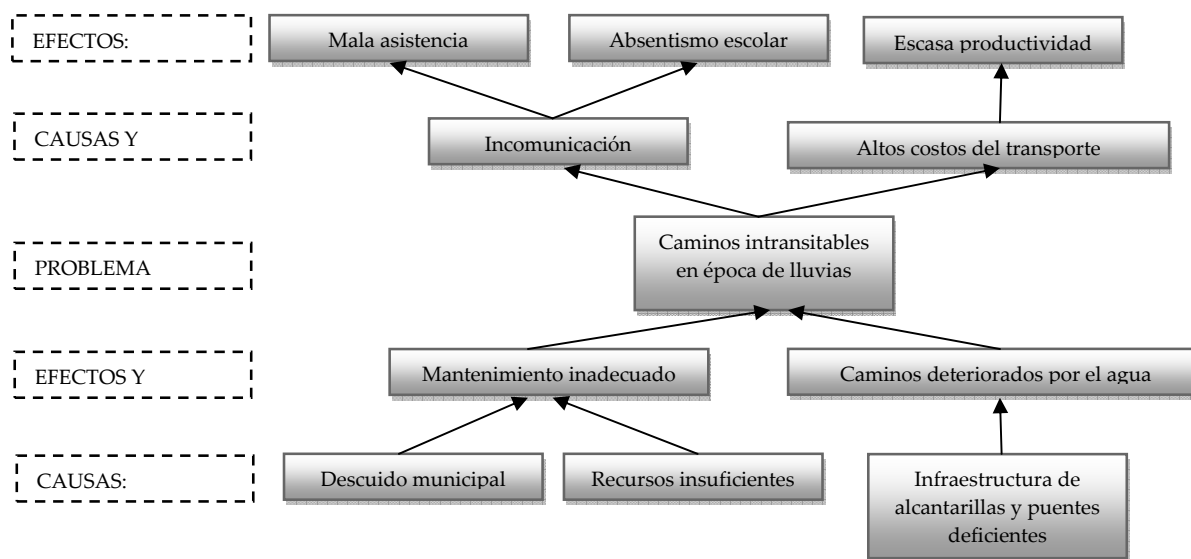 EFECTOS:
Mala asistencia
Absentismo escolar
Escasa productividad
CAUSAS Y
Incomunicación
Altos costos del transporte
PROBLEMA
Caminos intransitables
en época de lluvias
EFECTOS Y
Mantenimiento inadecuado
Caminos deteriorados por el agua
CAUSAS:
Descuido municipal
Recursos insuficientes
Infraestructura de
alcantarillas y puentes
deficientes